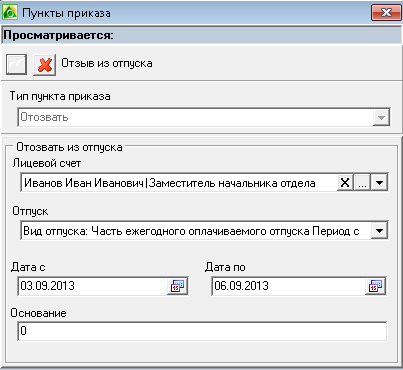 Пункты приказа
Просматривается:
Отзыв из отпуска
Тип пункта приказа
Отозвать
Отозвать из отпуска
Лицевой счет
Иванов Иван Иванович|Заместитель начальника отдела
X ...
Отпуск
Вид отпуска: Часть ежегодного оплачиваемого отпуска Период с
Дата с Дата по
03.09.2013 06.09.2013
Основание
0